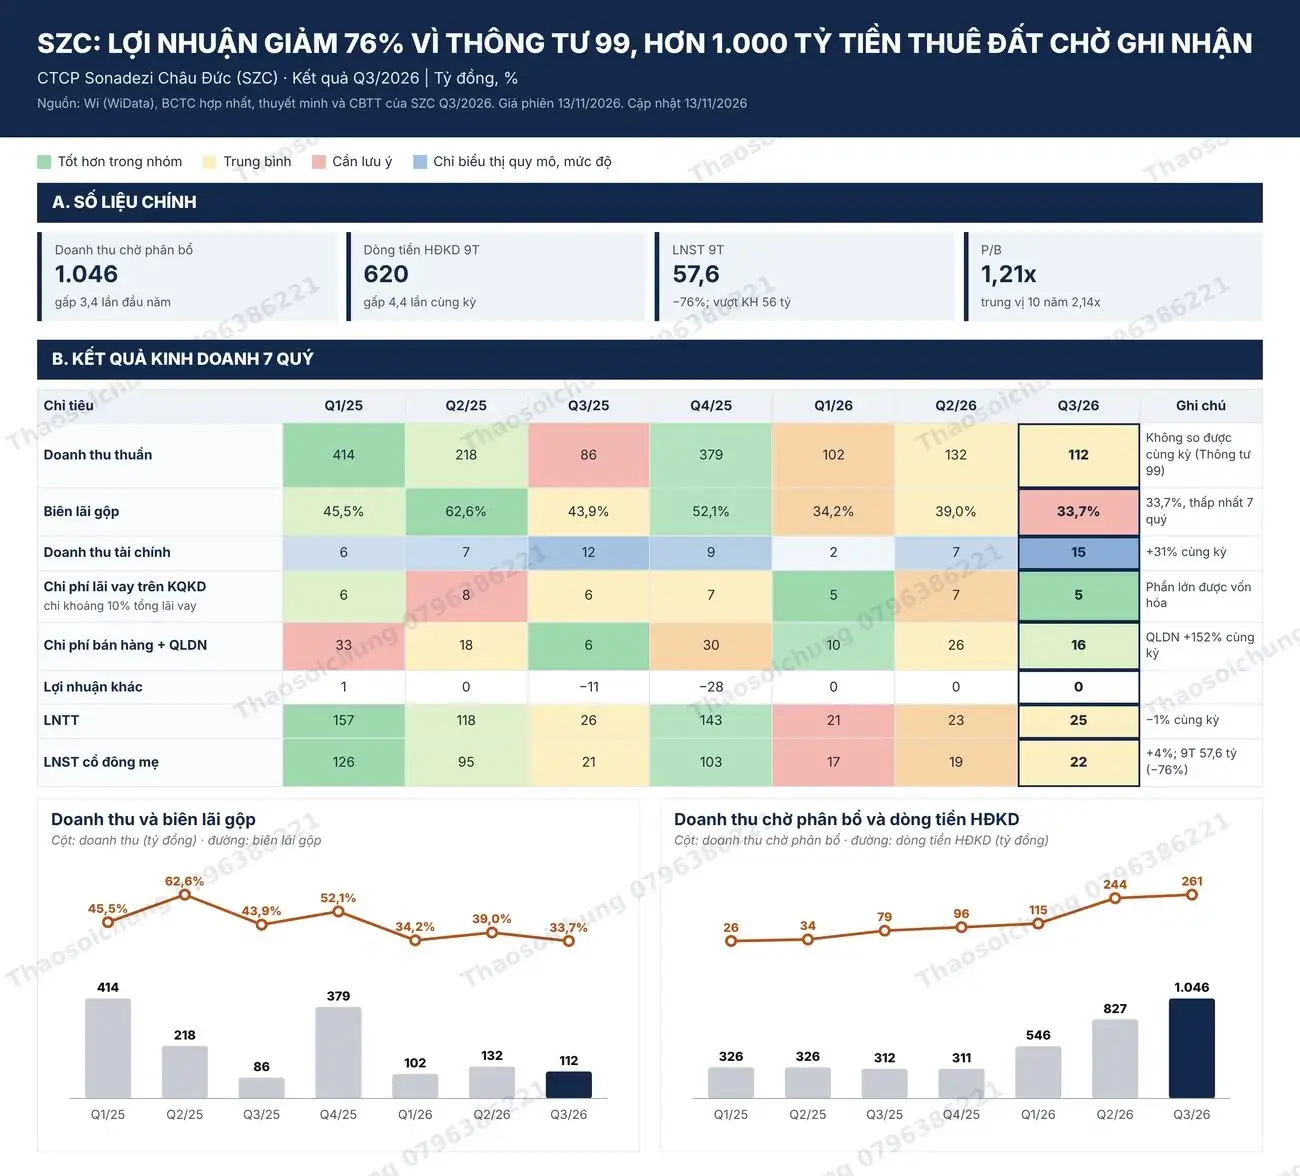 SZC: LỢI NHUẬN GIẢM 76% VÌ THÔNG TƯ 99, HƠN 1.000 TỶ TIỀN THUÊ ĐẤT CHỜ GHI NHẬN
CTCP Sonadezi Châu Đức (SZC) · Kết quả Q3/2026 | Tỷ đồng, %
Nguồn: Wi (WiData), BCTC hợp nhất, thuyết minh và CBTT của SZC Q3/2026. Giá phiên 13/11/2026. Cập nhật 13/11/2026
Tốt hơn trong nhóm Trung bình Cần lưu ý Chỉ biểu thị quy mô, mức độ
A. SỐ LIỆU CHÍNH
Doanh thu chờ phân bổ
1.046
gấp 3,4 lần đầu năm
Dòng tiền HĐKD 9T
620
gấp 4,4 lần cùng kỳ
LNST 9T
57,6
−76%; vượt KH 56 tỷ
P/B
1,21x
trung vị 10 năm 2,14x
B. KẾT QUẢ KINH DOANH 7 QUÝ
Chỉ tiêu Q1/25 Q2/25 Q3/25 Q4/25 Q1/26 Q2/26 Q3/26 Ghi chú
Doanh thu thuần 414 218 86 379 102 132 112 Không so được
cùng kỳ (Thông tư
99)
Biên lãi gộp 45,5% 62,6% 43,9% 52,1% 34,2% 39,0% 33,7% 33,7%, thấp nhất 7
quý
Doanh thu tài chính 6 7 12 9 2 7 15 +31% cùng kỳ
Chi phí lãi vay trên KQKD
chỉ khoảng 10% tổng lãi vay
6 8 6 7 5 7 5 Phần lớn được vốn
hóa
Chi phí bán hàng + QLDN 33 18 6 30 10 26 16 QLDN +152% cùng
kỳ
Lợi nhuận khác 1 0 −11 −28 0 0 0
LNTT 157 118 26 143 21 23 25 −1% cùng kỳ
LNST cổ đông mẹ 126 95 21 103 17 19 22 +4%; 9T 57,6 tỷ
(−76%)
Doanh thu và biên lãi gộp
Cột: doanh thu (tỷ đồng) · đường: biên lãi gộp
45,5% 62,6% 43,9% 52,1% 34,2% 39,0% 33,7%
414 218 86 379 102 132 112
Q1/25 Q2/25 Q3/25 Q4/25 Q1/26 Q2/26 Q3/26
Doanh thu chờ phân bổ và dòng tiền HĐKD
Cột: doanh thu chờ phân bổ · đường: dòng tiền HĐKD (tỷ đồng)
26 34 79 96 115 244 261
326 326 312 311 546 827 1.046
Q1/25 Q2/25 Q3/25 Q4/25 Q1/26 Q2/26 Q3/26
Thaosoichung 0796386221